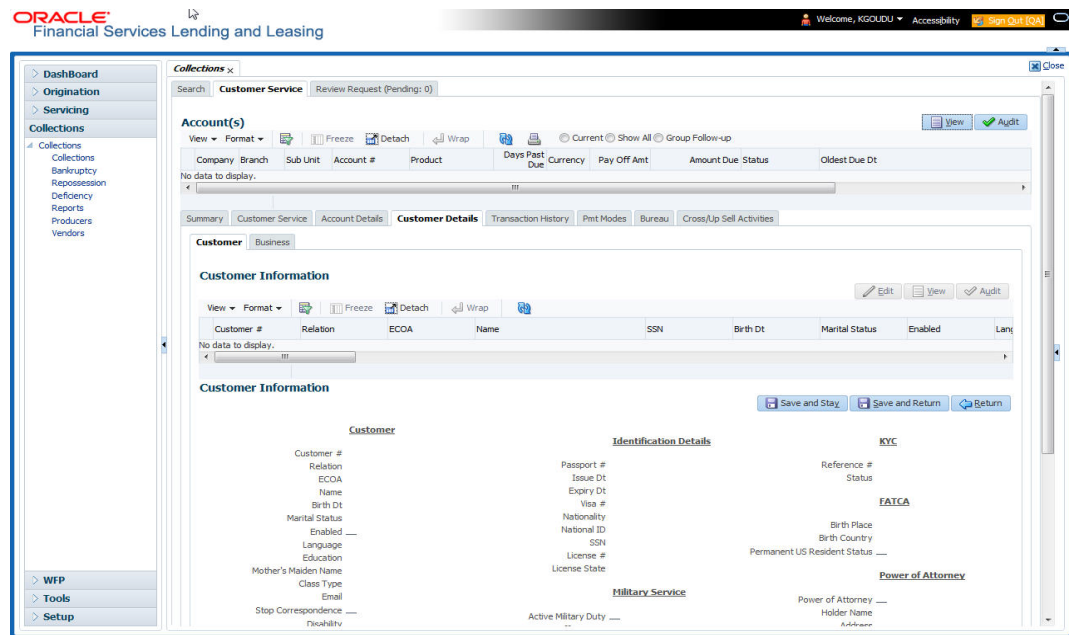 ORACLE
Financial Services Lending and Leasing
Welcome, KGOUDU Accessibility Sign Out [QA]
Close
DashBoard
Origination
Servicing
Collections
Collections
Collections
Bankruptcy
Repossession
Deficiency
Reports
Producers
Vendors
WFP
Tools
Setup
Collections x
Search Customer Service Review Request (Pending: 0)
Account(s)
View Audit
View Format Freeze Detach Wrap Current Show All Group Follow-up
Company Branch Sub Unit Account # Product Days Past Due Currency Pay Off Amt Amount Due Status Oldest Due Dt
No data to display.
Summary Customer Service Account Details Customer Details Transaction History Pmt Modes Bureau Cross/Up Sell Activities
Customer Business
Customer Information
Edit View Audit
View Format Freeze Detach Wrap
Customer # Relation ECOA Name SSN Birth Dt Marital Status Enabled Lang
No data to display.
Customer Information
Save and Stay Save and Return Return
Customer
Customer #
Relation
ECOA
Name
Birth Dt
Marital Status
Enabled
Language
Education
Mother's Maiden Name
Class Type
Email
Stop Correspondence
Disability
Identification Details
Passport #
Issue Dt
Expiry Dt
Visa #
Nationality
National ID
SSN
License #
License State
Military Service
Active Military Duty
KYC
Reference #
Status
FATCA
Birth Place
Birth Country
Permanent US Resident Status
Power of Attorney
Power of Attorney
Holder Name
Address